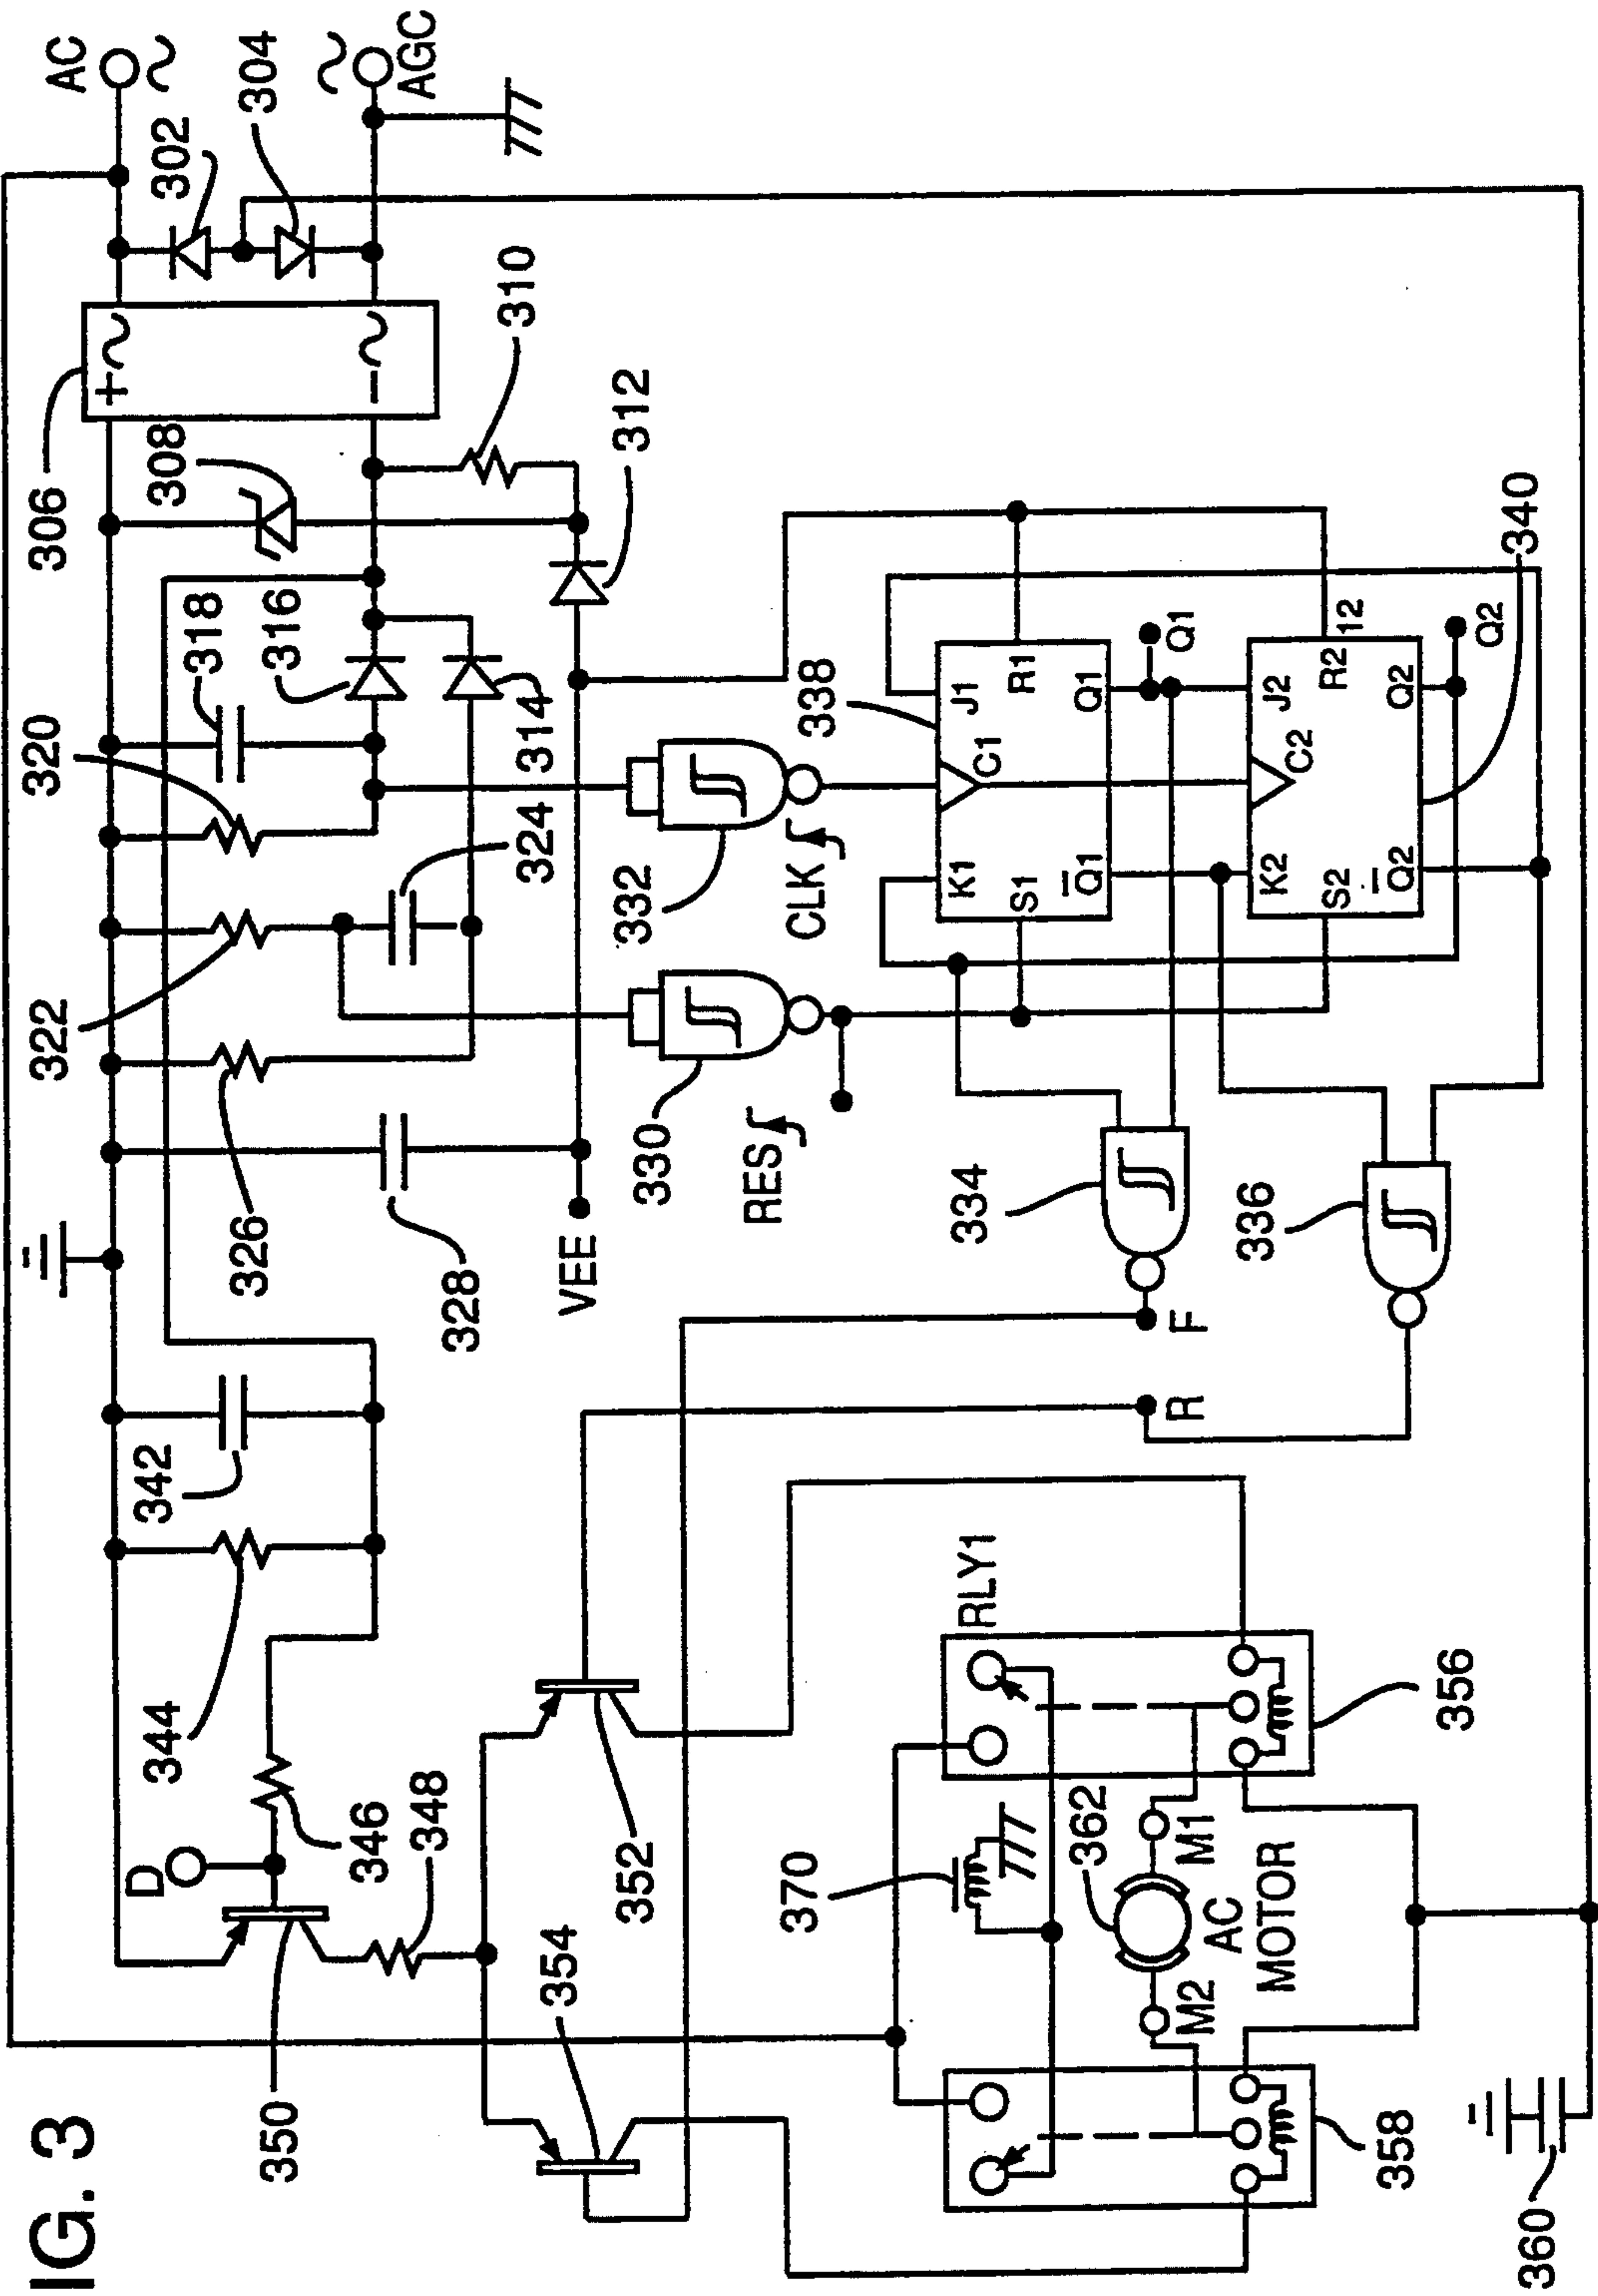 IG. 3
350
D
344
342
326
322
320
318
316
308
306
302
304
AC
∼
∼
AGC
+ ∼
− ∼
310
312
314
324
328
346
348
354
352
VEE
330
RES
332
CLK
338
J1
C1
K1
R1
S1
Q1
Q̅1
Q1
J2
C2
K2
R2
12
S2
Q2
Q̅2
Q2
340
334
336
F
R
RLY1
370
362
M1
M2
AC
MOTOR
356
358
360